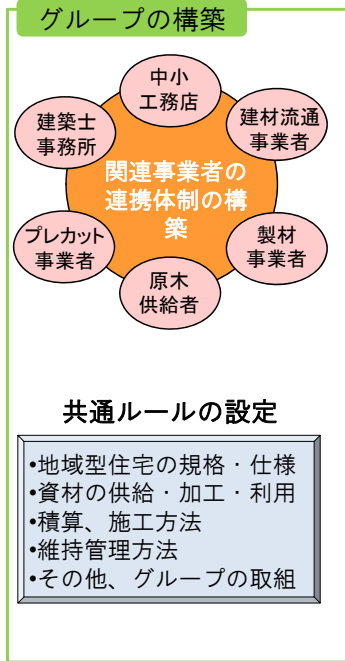 グループの構築
中小
工務店
建築士
事務所
建材流通
事業者
関連事業者の
連携体制の構
築
プレカット
事業者
製材
事業者
原木
供給者
共通ルールの設定
•地域型住宅の規格・仕様
•資材の供給・加工・利用
•積算、施工方法
•維持管理方法
•その他、グループの取組